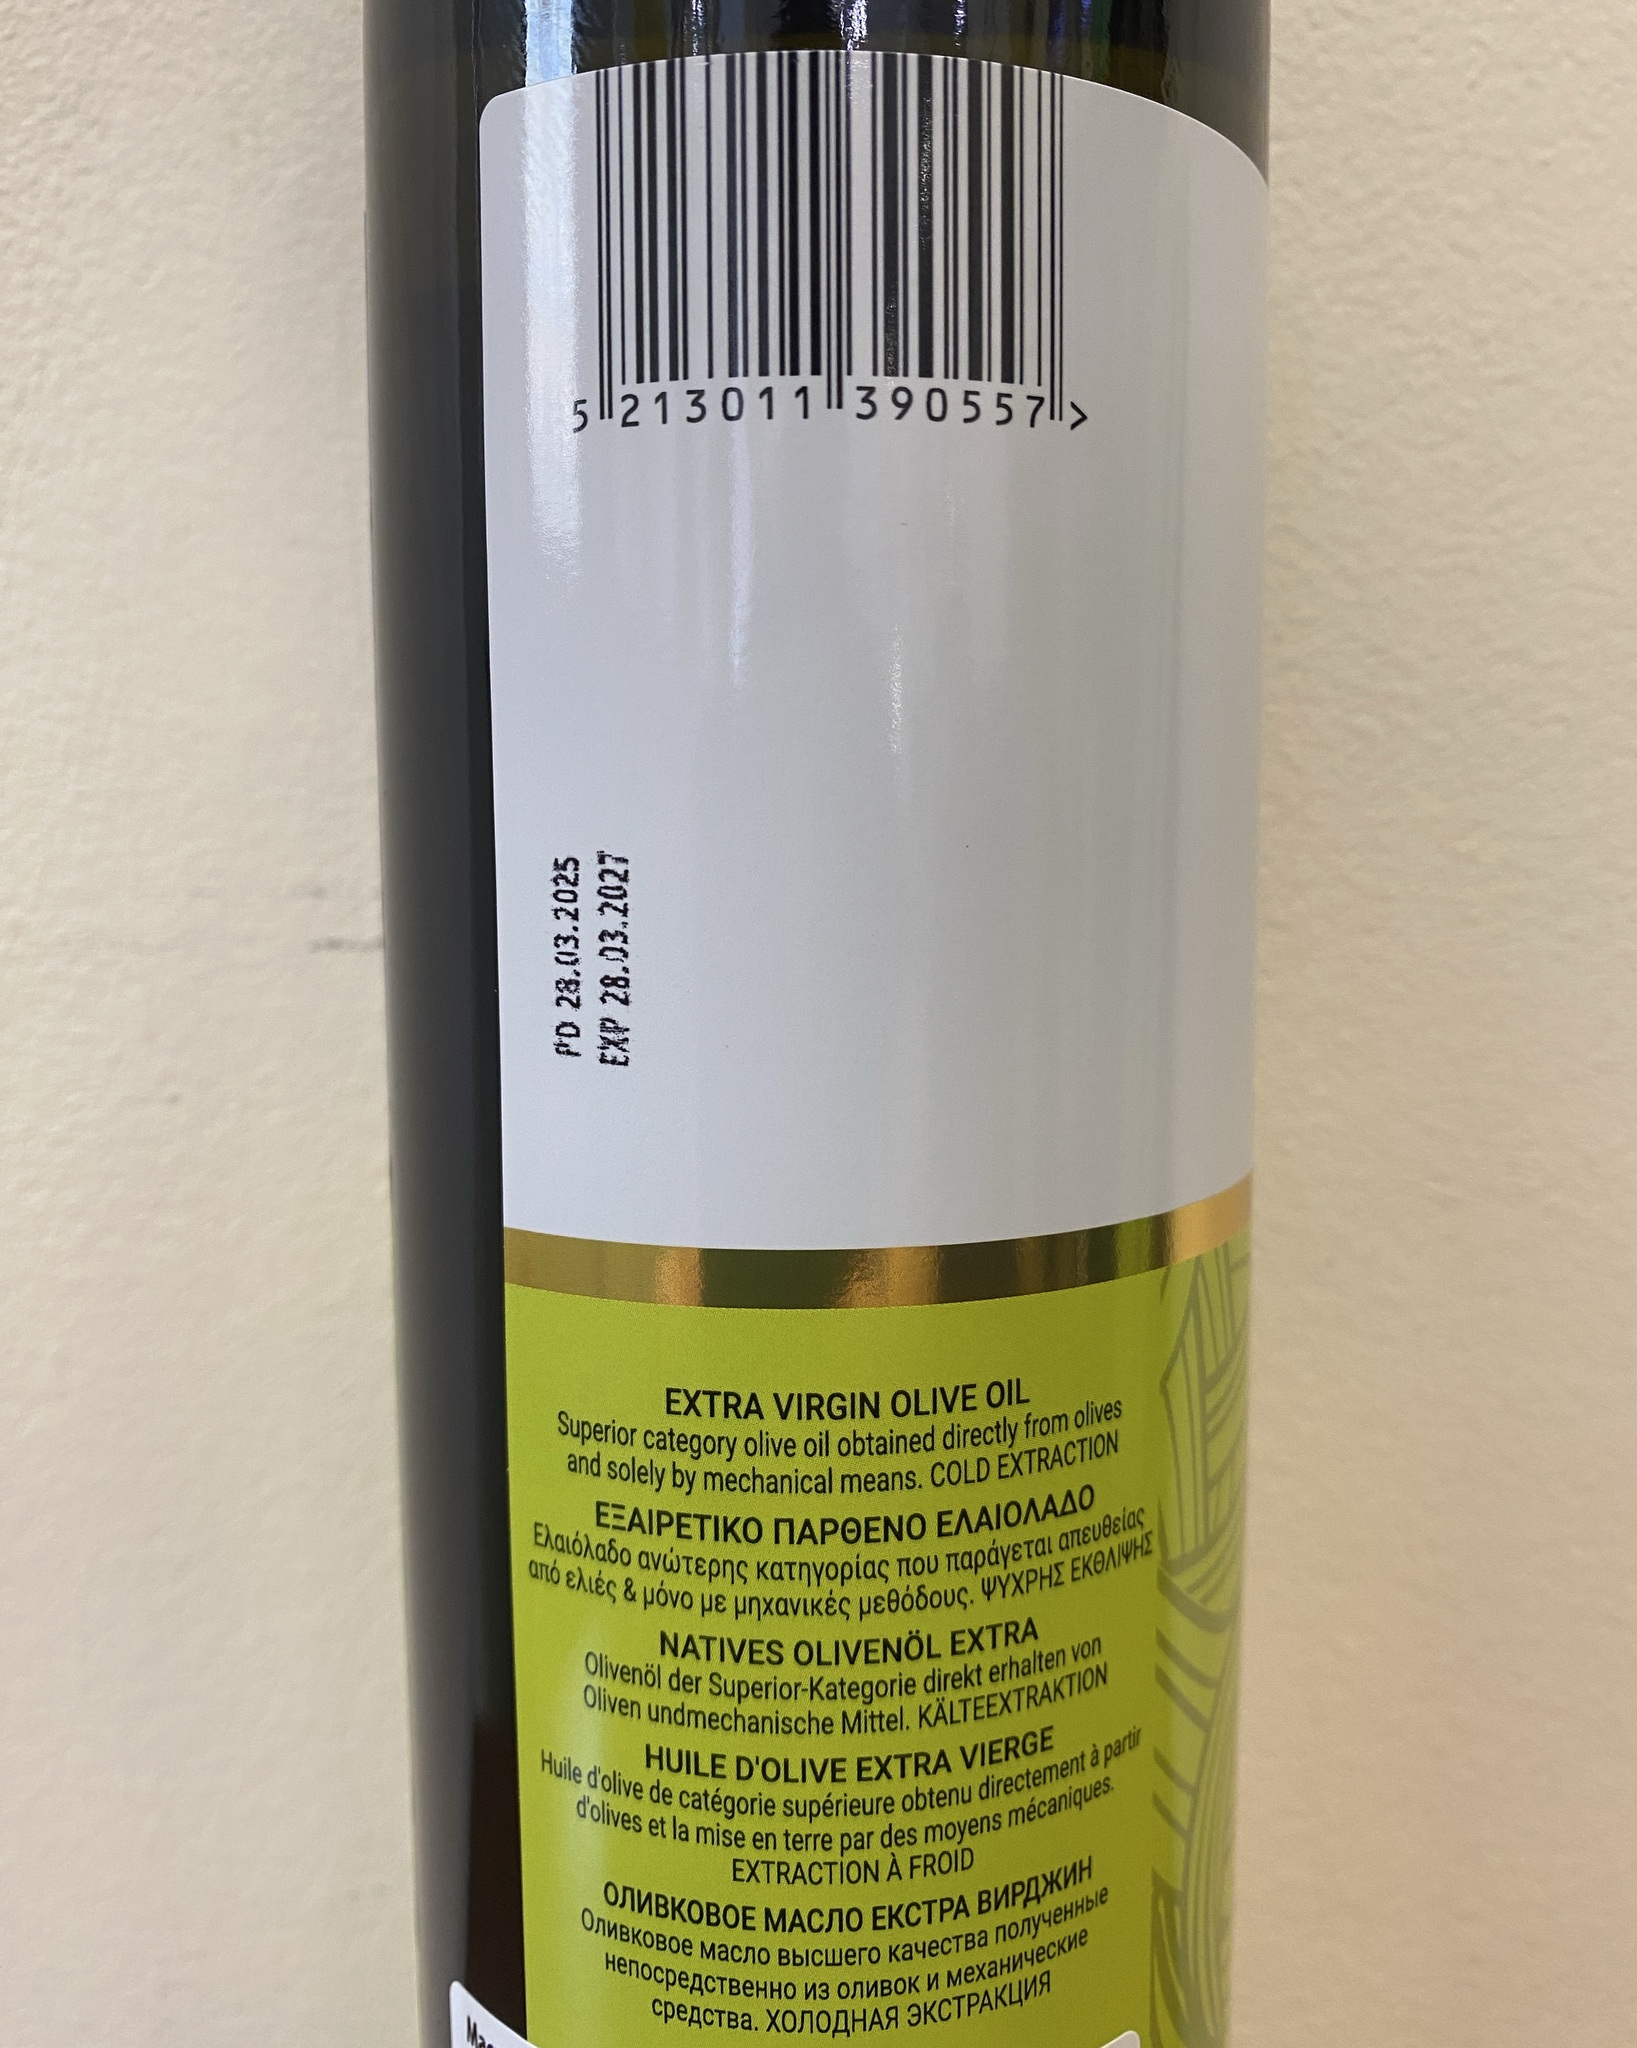 5 213011 390557 >
PD 28.03.2025
EXP 28.03.2027
EXTRA VIRGIN OLIVE OIL
Superior category olive oil obtained directly from olives
and solely by mechanical means. COLD EXTRACTION
ΕΞΑΙΡΕΤΙΚΟ ΠΑΡΘΕΝΟ ΕΛΑΙΟΛΑΔΟ
Ελαιόλαδο ανώτερης κατηγορίας που παράγεται απευθείας
από ελιές & μόνο με μηχανικές μεθόδους. ΨΥΧΡΗΣ ΕΚΘΛΙΨΗΣ
NATIVES OLIVENÖL EXTRA
Olivenöl der Superior-Kategorie direkt erhalten von
Oliven undmechanische Mittel. KÄLTEEXTRAKTION
HUILE D'OLIVE EXTRA VIERGE
Huile d'olive de catégorie supérieure obtenu directement à partir
d'olives et la mise en terre par des moyens mécaniques.
EXTRACTION À FROID
ОЛИВКОВОЕ МАСЛО ЕКСТРА ВИРДЖИН
Оливковое масло высшего качества полученные
непосредственно из оливок и механические
средства. ХОЛОДНАЯ ЭКСТРАКЦИЯ